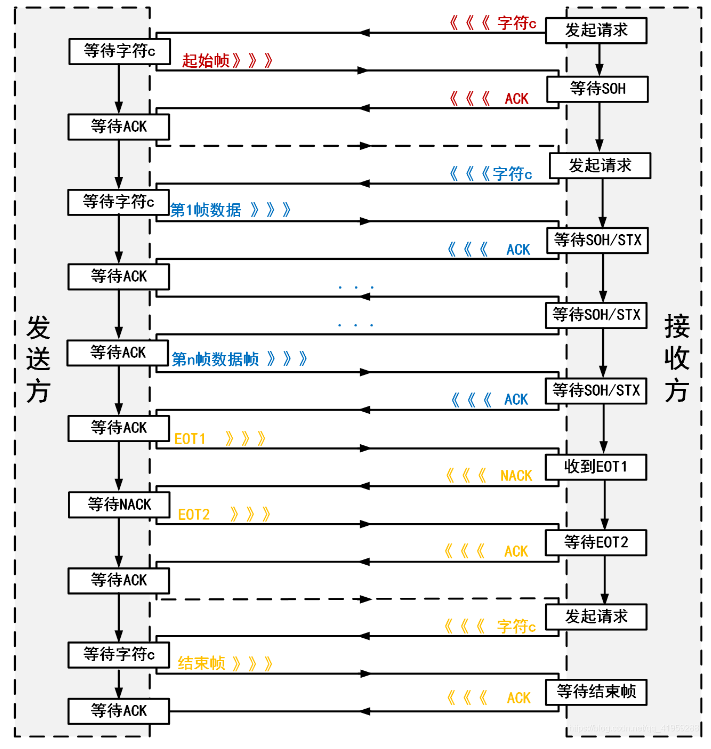 《《《 字符c
发起请求
等待字符c
起始帧 》》》
等待SOH
《《《 ACK
等待ACK
发起请求
《《《 字符c
等待字符c
第1帧数据 》》》
等待SOH/STX
《《《 ACK
等待ACK
. . .
等待SOH/STX
. . .
发送方
接收方
等待ACK
第n帧数据帧 》》》
等待SOH/STX
《《《 ACK
等待ACK
EOT1 》》》
收到EOT1
《《《 NACK
等待NACK
EOT2 》》》
等待EOT2
《《《 ACK
等待ACK
发起请求
《《《 字符c
等待字符c
结束帧 》》》
等待结束帧
《《《 ACK
等待ACK